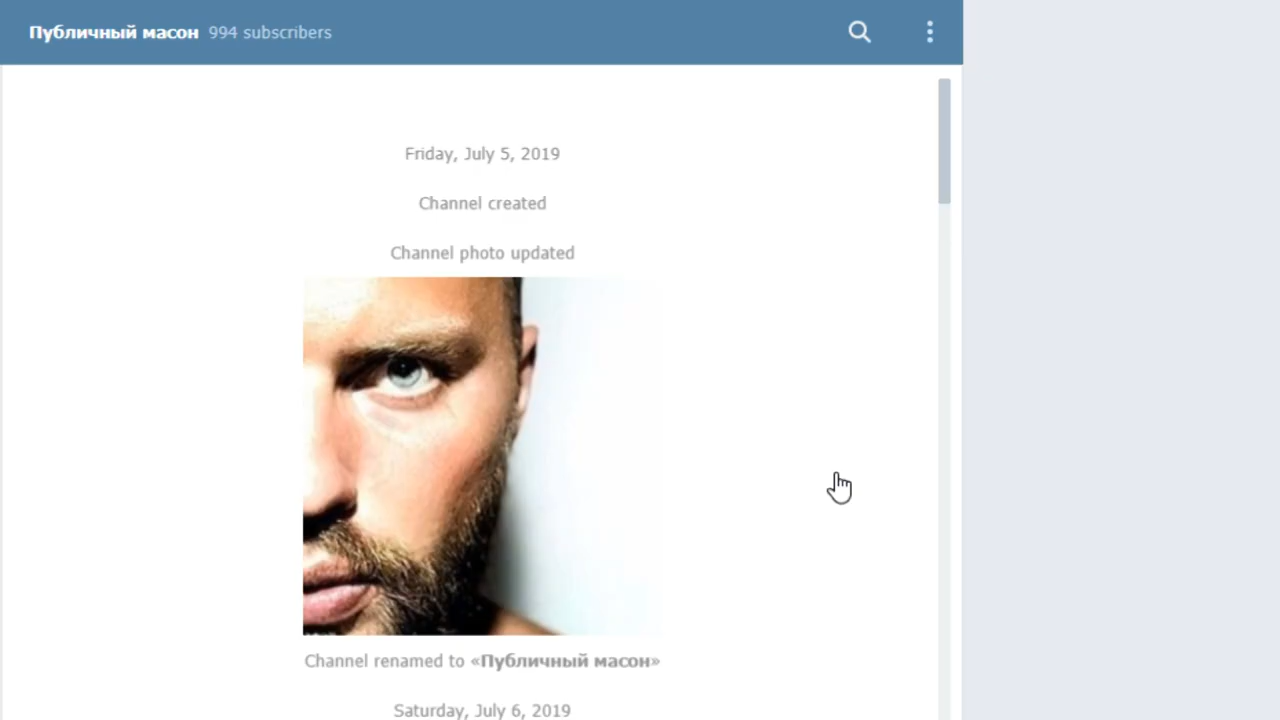 Публичный масон 994 subscribers
Friday, July 5, 2019
Channel created
Channel photo updated
Channel renamed to «Публичный масон»
Saturday, July 6, 2019